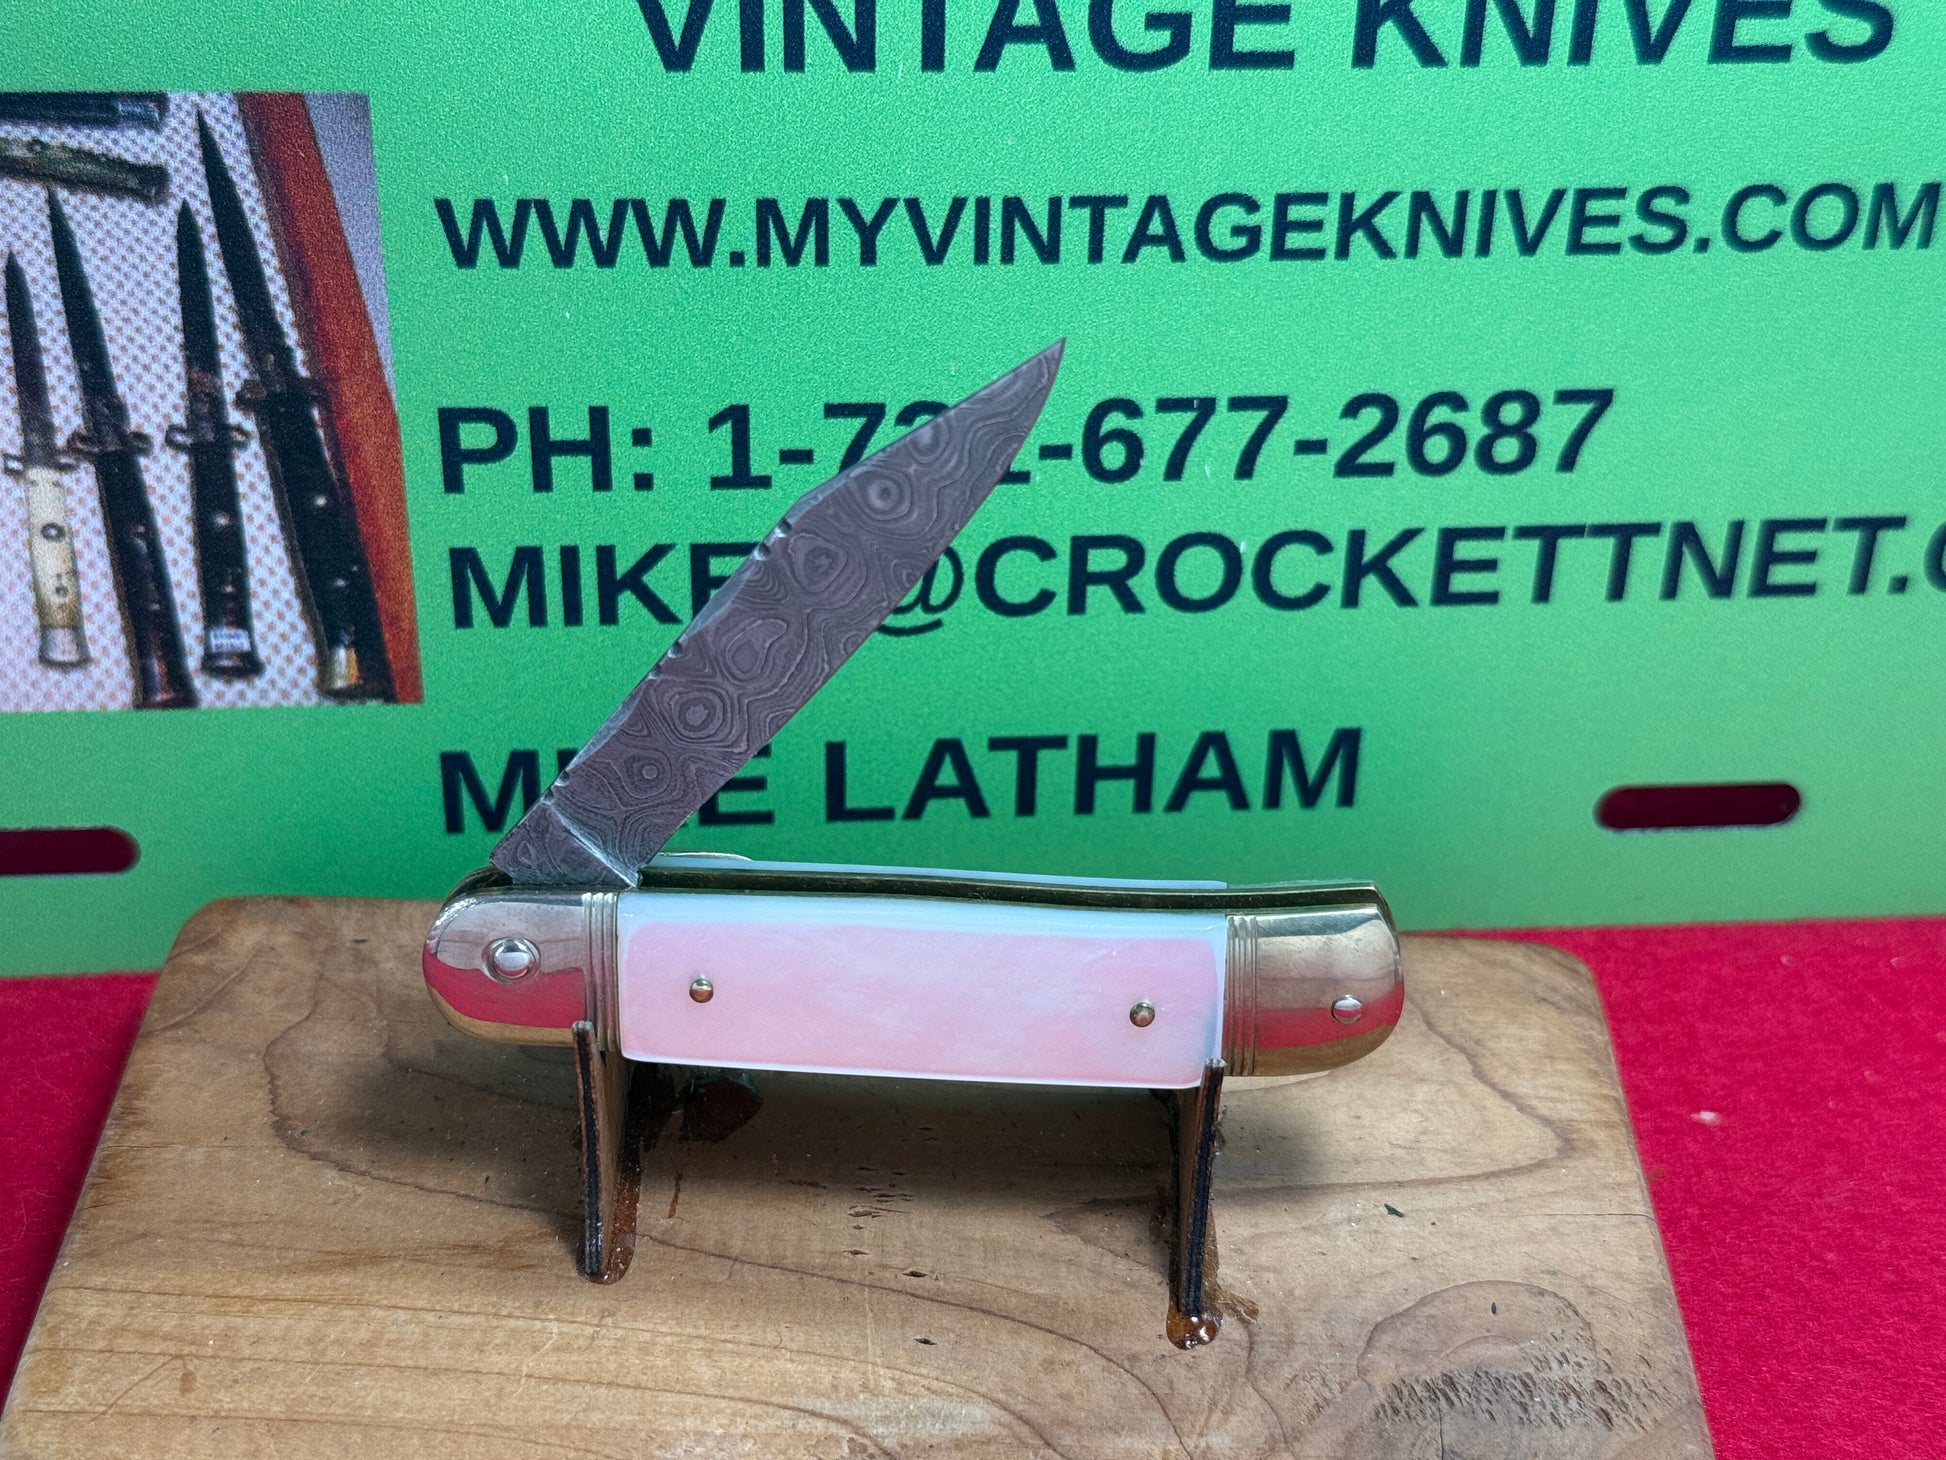 VINTAGE KNIVES
WWW.MYVINTAGEKNIVES.COM
PH: 1-7 -677-2687
@CROCKETTNET.
LATHAM